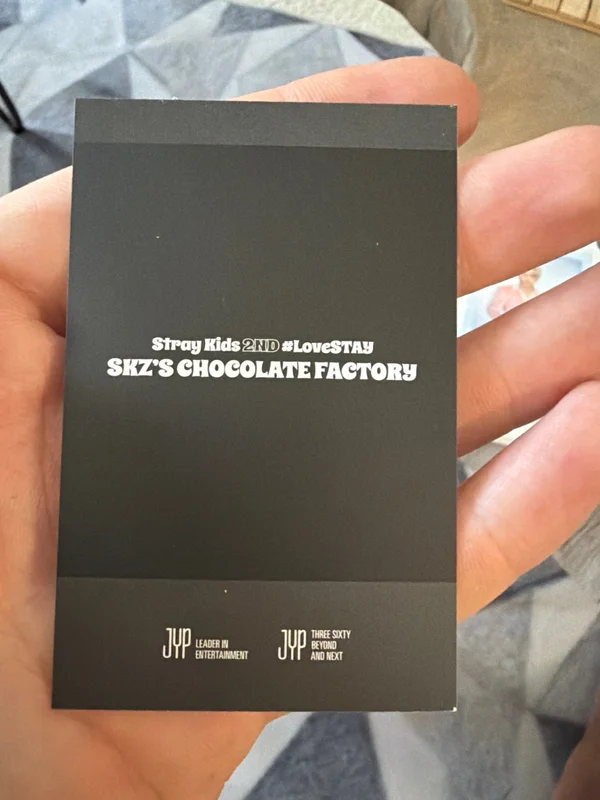 Stray Kids 2ND #LoveSTAY
SKZ'S CHOCOLATE FACTORY
JYP LEADER IN
ENTERTAINMENT
JYP THREE SIXTY
BEYOND
AND NEXT